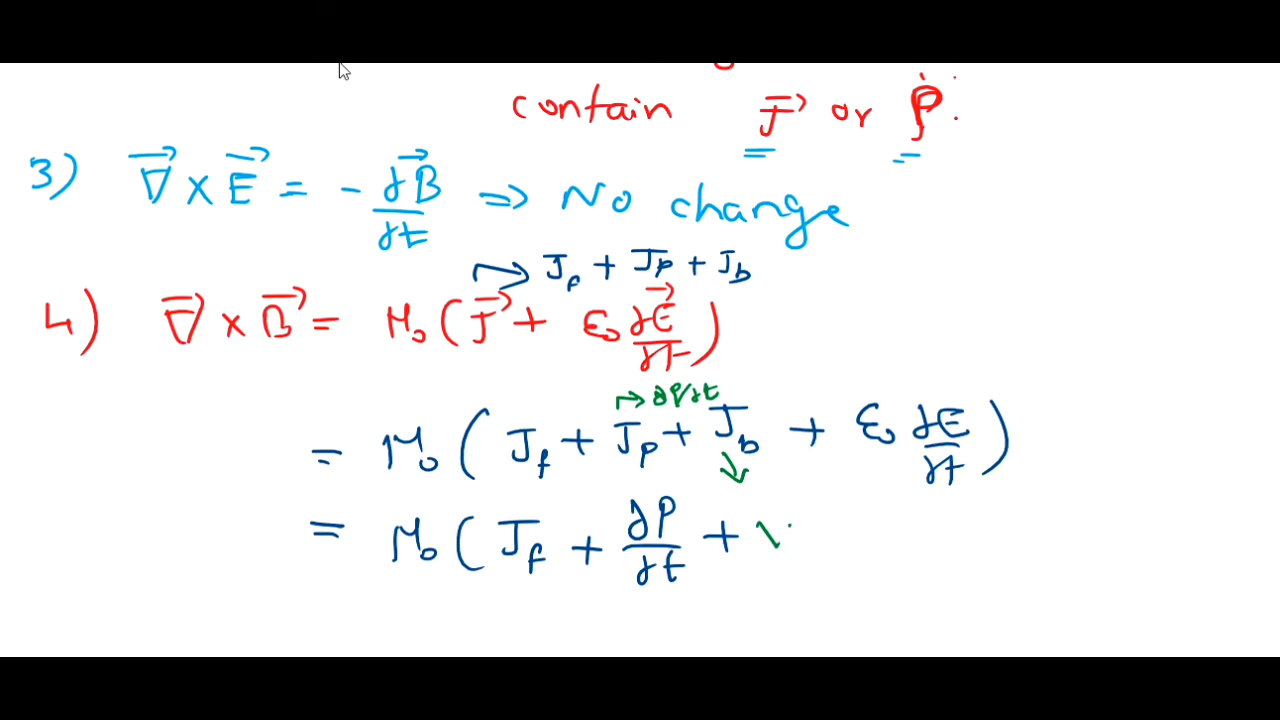 contain J⃗ or ρ
3) ∇⃗ × E⃗ = - ∂B⃗/∂t ⇒ No change
→ J_f + J_p + J_b
4) ∇⃗ × B⃗ = μ₀ (J⃗ + ε₀ ∂E⃗/∂t)
→ ∂P/∂t
= μ₀ (J_f + J_p + J_b + ε₀ ∂E/∂t)
= μ₀ (J_f + ∂P/∂t +